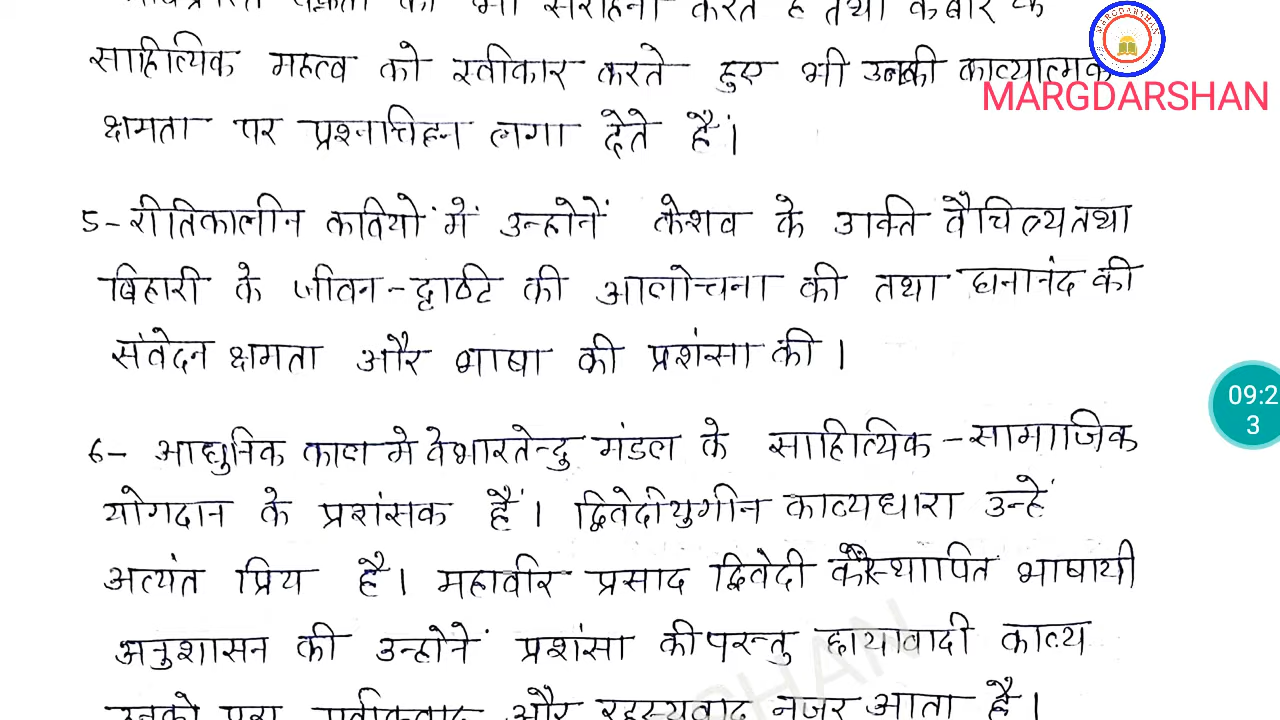 साहित्यिक महत्व को स्वीकार करते हुए भी उनकी काव्यात्मक
MARGDARSHAN
क्षमता पर प्रश्नचिह्न लगा देते हैं।
5- रीतिकालीन कवियों में उन्होनें केशव के उक्ति वैचित्र्य तथा
बिहारी के जीवन-दृष्टि की आलोचना की तथा घनानंद की
संवेदन क्षमता और भाषा की प्रशंसा की।
09:2
3
6- आधुनिक काल मे वे भारतेन्दु मंडल के साहित्यिक-सामाजिक
योगदान के प्रशंसक हैं। द्विवेदीयुगीन काव्यधारा उन्हें
अत्यंत प्रिय है। महावीर प्रसाद द्विवेदी के स्थापित भाषायी
अनुशासन की उन्होनें प्रशंसा की परन्तु छायावादी काव्य
और रहस्यवाद नजर आता है।